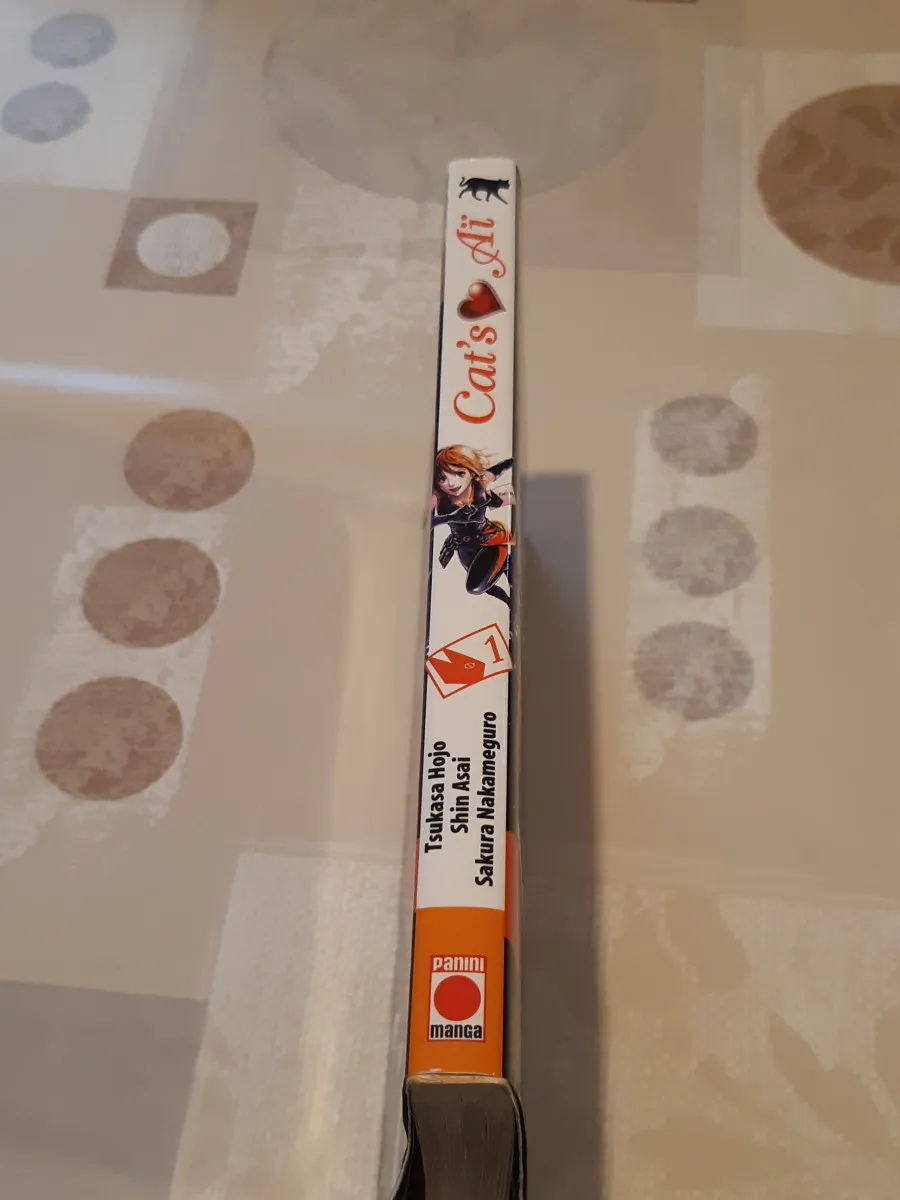 Cat's Aï
1
Tsukasa Hojo
Shin Asai
Sakura Nakameguro
PANINI
manga